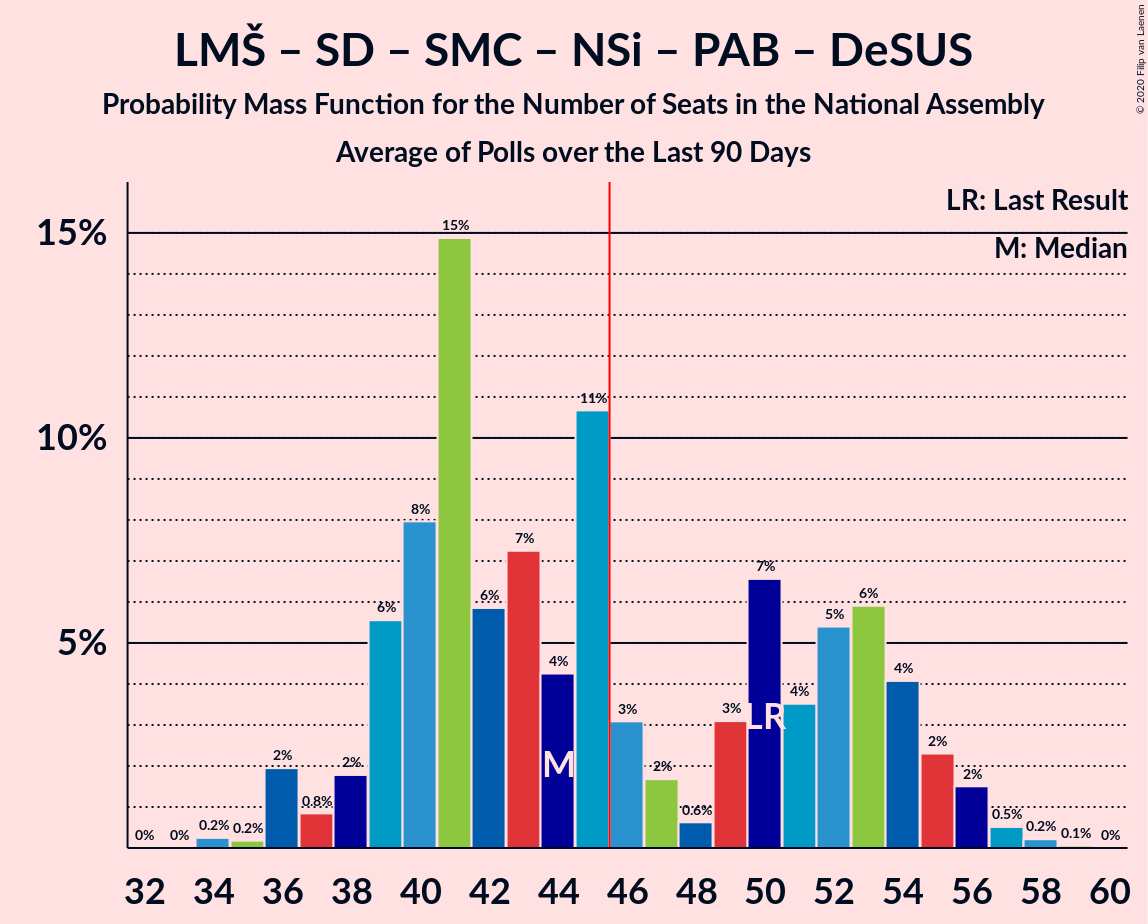 LMŠ – SD – SMC – NSi – PAB – DeSUS
Probability Mass Function for the Number of Seats in the National Assembly
Average of Polls over the Last 90 Days
© 2020 Filip van Laenen
LR: Last Result
M: Median
15%
10%
5%
0% 0% 0.2% 0.2% 2% 0.8% 2% 6% 8% 15% 6% 7% 4% 11% 3% 2% 0.6% 3% 7% 4% 5% 6% 4% 2% 2% 0.5% 0.2% 0.1% 0%
M LR
32 34 36 38 40 42 44 46 48 50 52 54 56 58 60